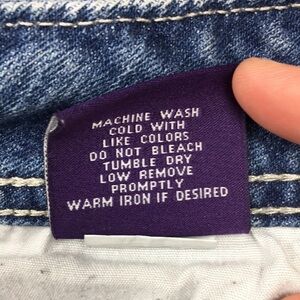 MACHINE WASH
COLD WITH
LIKE COLORS
DO NOT BLEACH
TUMBLE DRY
LOW REMOVE
PROMPTLY
WARM IRON IF DESIRED